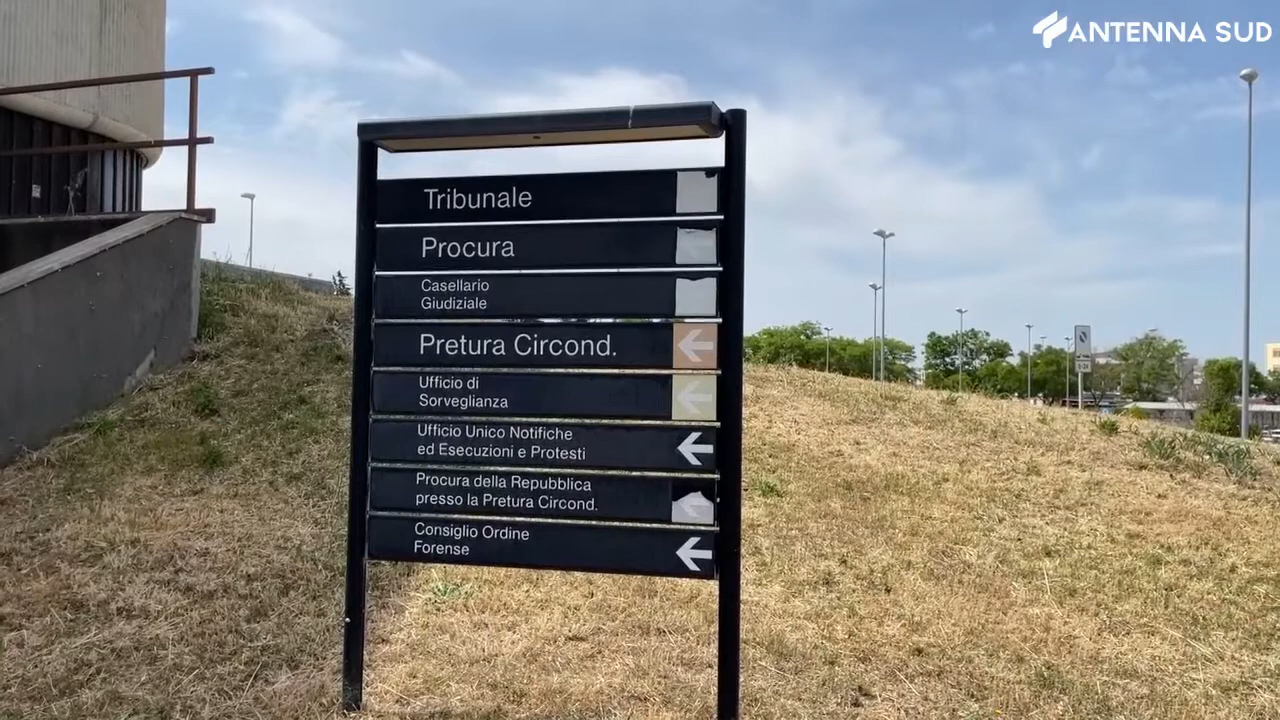 ANTENNA SUD
Tribunale
Procura
Casellario
Giudiziale
Pretura Circond.
Ufficio di
Sorveglianza
Ufficio Unico Notifiche
ed Esecuzioni e Protesti
Procura della Repubblica
presso la Pretura Circond.
Consiglio Ordine
Forense